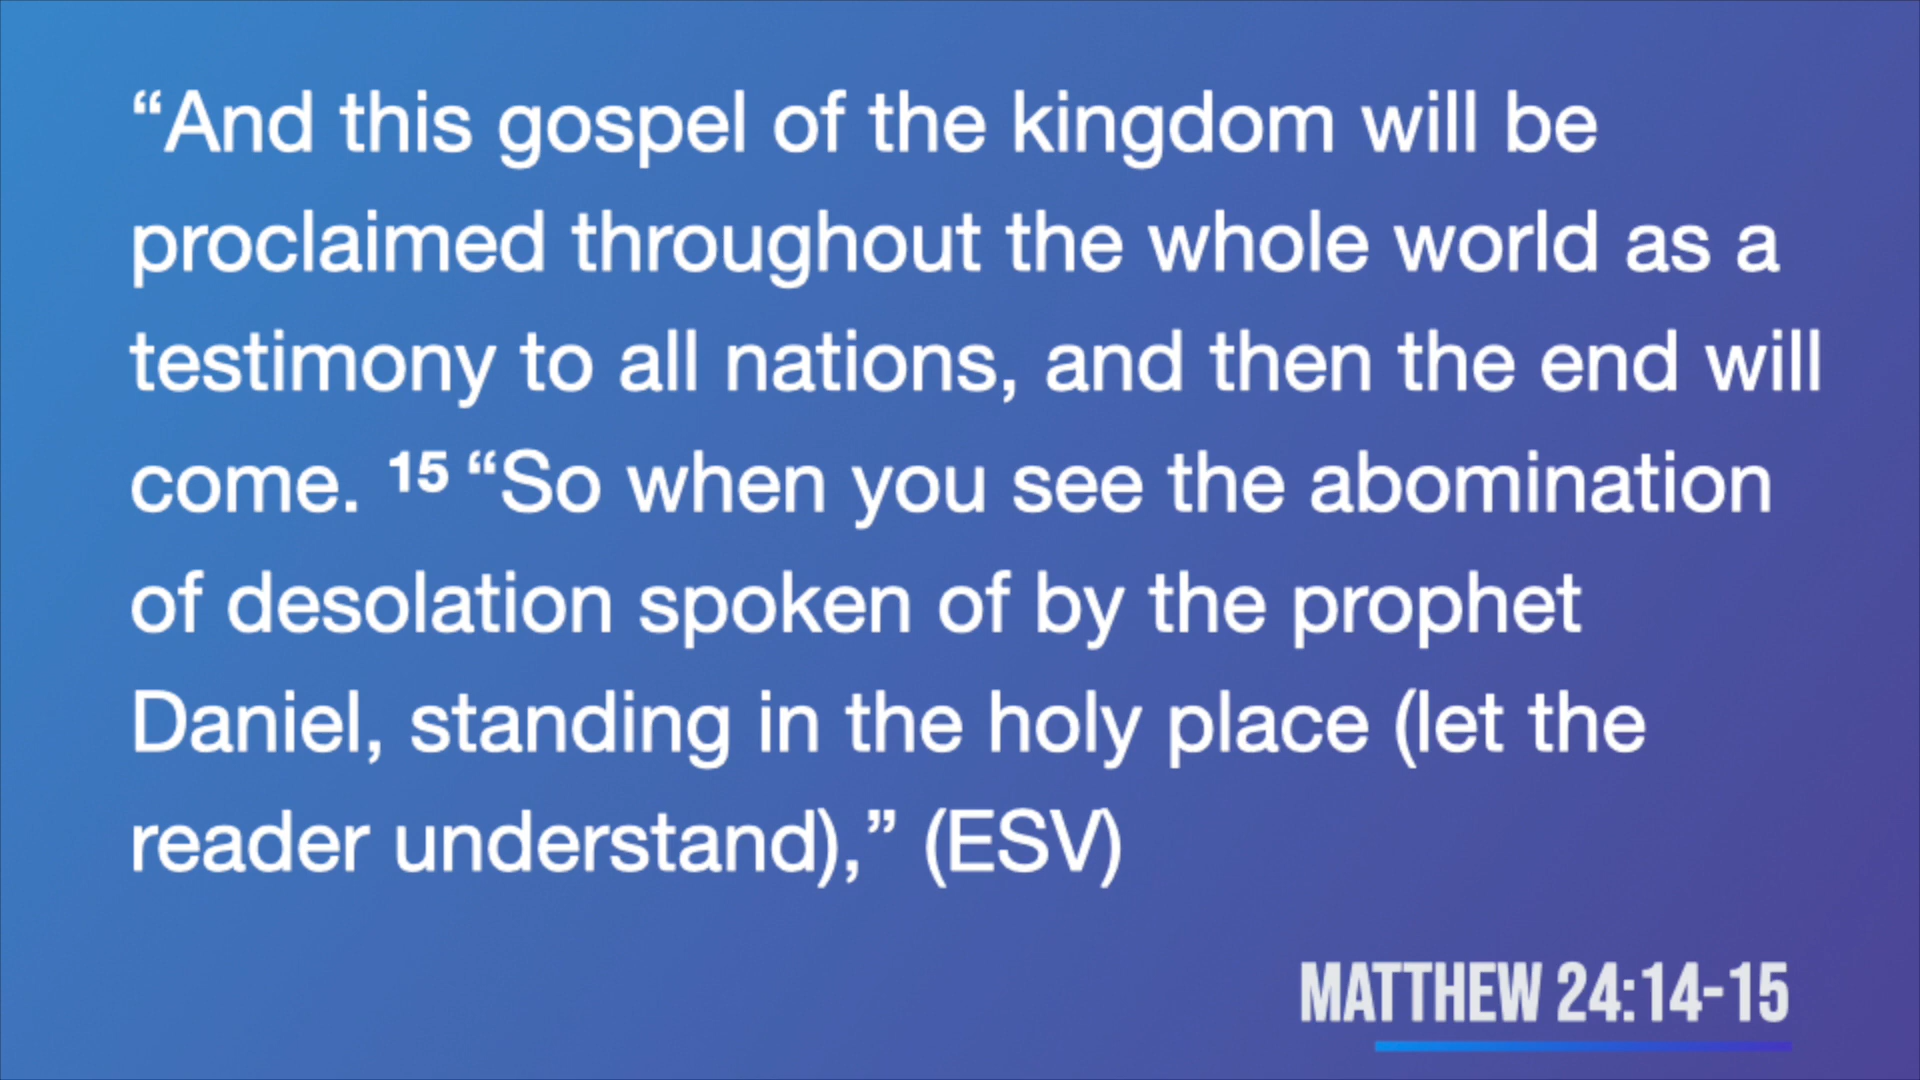 “And this gospel of the kingdom will be
proclaimed throughout the whole world as a
testimony to all nations, and then the end will
come. 15 “So when you see the abomination
of desolation spoken of by the prophet
Daniel, standing in the holy place (let the
reader understand),” (ESV)
MATTHEW 24:14-15